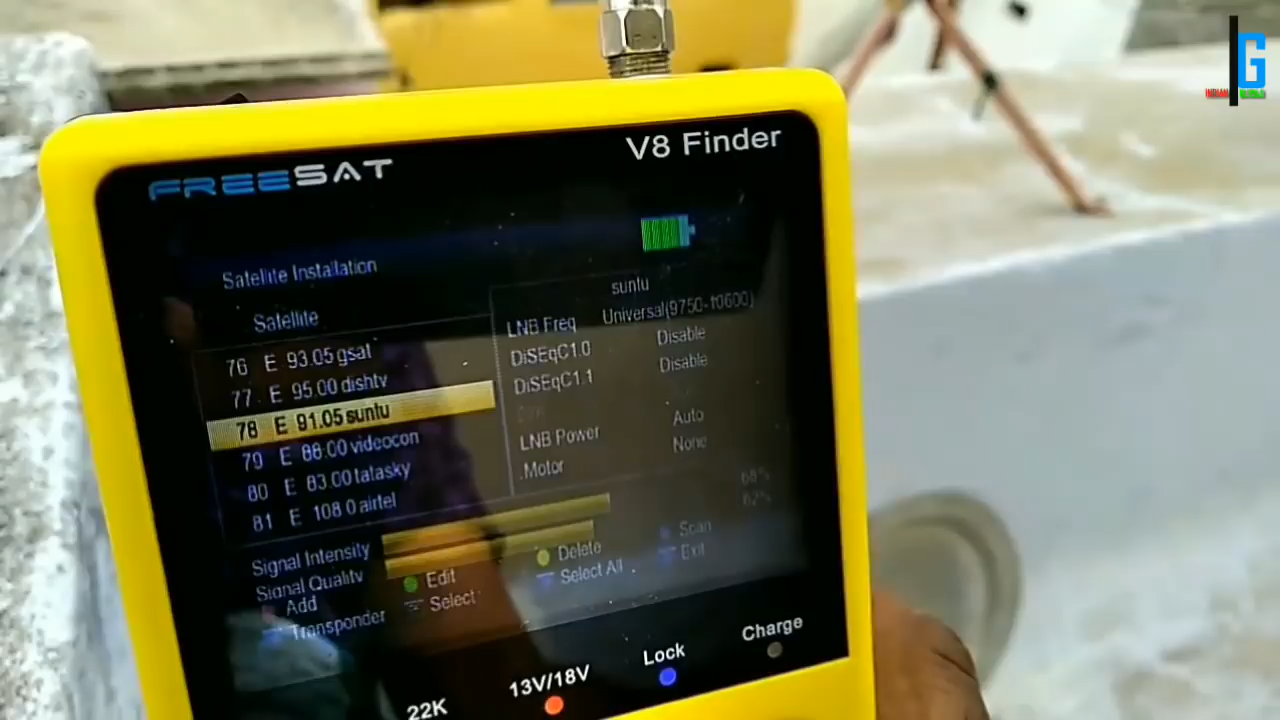 G
INDIAN
FREESAT
V8 Finder
Satellite Installation
Satellite
76 E 93.05 gsat
77 E 95.00 dishtv
78 E 91.05 suntu
79 E 88.00 videocon
80 E 83.00 tatasky
81 E 108.0 airtel
suntu
LNB Freq Universal(9750-10600)
DiSEqC1.0 Disable
DiSEqC1.1 Disable
LNB Power Auto
Motor None
Signal Intensity 68%
Signal Quality 62%
Add Edit Delete Scan
Transponder Select Select All Exit
22K 13V/18V Lock Charge